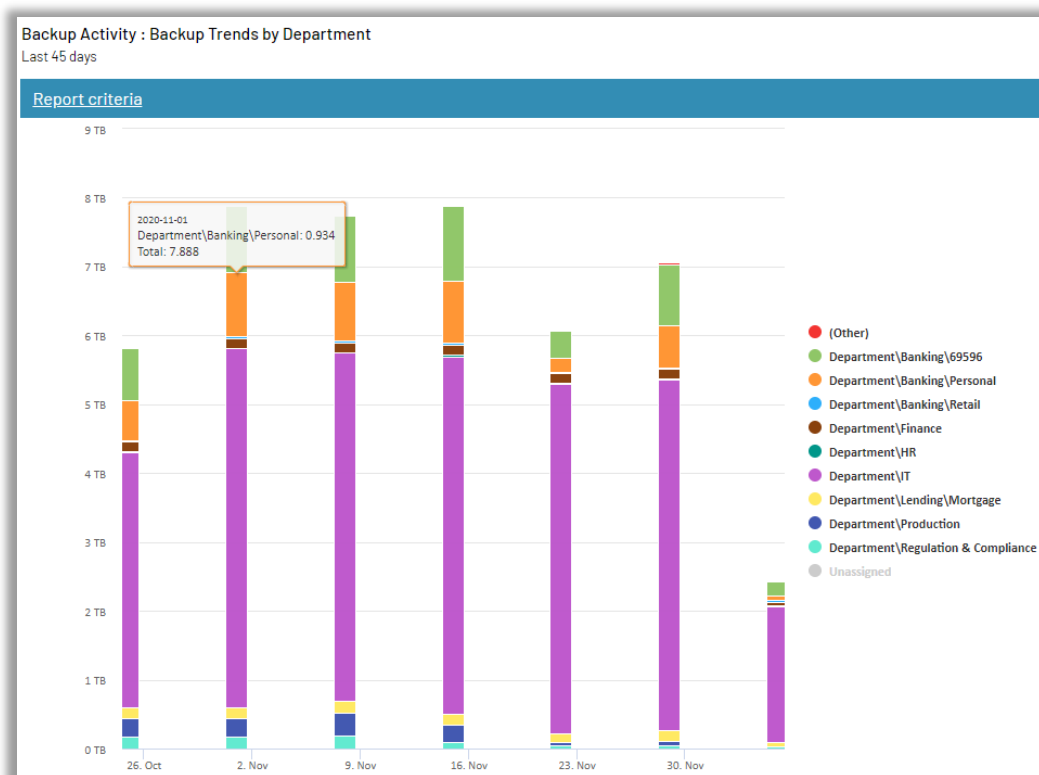 Backup Activity : Backup Trends by Department
Last 45 days
Report criteria
9 TB
8 TB
7 TB
6 TB
5 TB
4 TB
3 TB
2 TB
1 TB
0 TB
2020-11-01
Department\Banking\Personal: 0.934
Total: 7.888
26. Oct
2. Nov
9. Nov
16. Nov
23. Nov
30. Nov
(Other)
Department\Banking\69596
Department\Banking\Personal
Department\Banking\Retail
Department\Finance
Department\HR
Department\IT
Department\Lending\Mortgage
Department\Production
Department\Regulation & Compliance
Unassigned